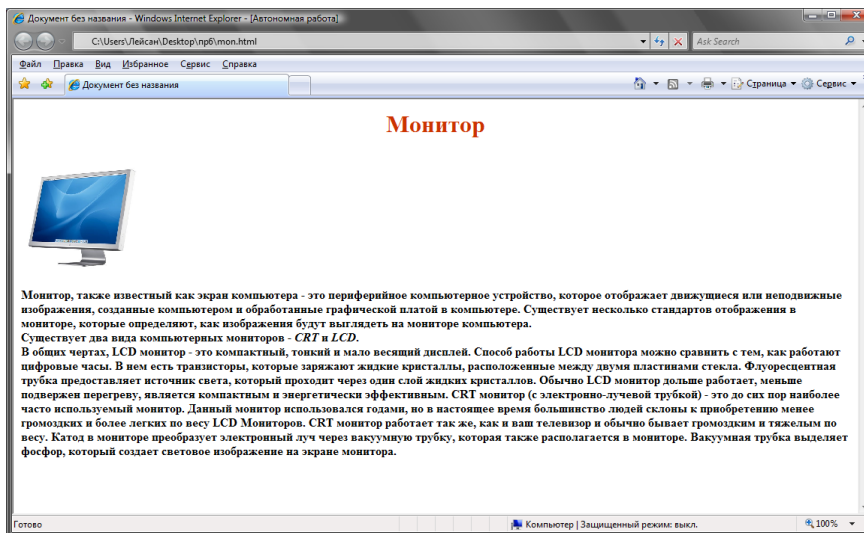 Документ без названия - Windows Internet Explorer - [Автономная работа]
C:\Users\Лейсан\Desktop\пр6\mon.html
Ask Search
Файл Правка Вид Избранное Сервис Справка
Документ без названия
Страница Сервис
Монитор
Монитор, также известный как экран компьютера - это периферийное компьютерное устройство, которое отображает движущиеся или неподвижные
изображения, созданные компьютером и обработанные графической платой в компьютере. Существует несколько стандартов отображения в
мониторе, которые определяют, как изображения будут выглядеть на мониторе компьютера.
Существует два вида компьютерных мониторов - CRT и LCD.
В общих чертах, LCD монитор - это компактный, тонкий и мало весящий дисплей. Способ работы LCD монитора можно сравнить с тем, как работают
цифровые часы. В нем есть транзисторы, которые заряжают жидкие кристаллы, расположенные между двумя пластинами стекла. Флуоресцентная
трубка предоставляет источник света, который проходит через один слой жидких кристаллов. Обычно LCD монитор дольше работает, меньше
подвержен перегреву, является компактным и энергетически эффективным. CRT монитор (с электронно-лучевой трубкой) - это до сих пор наиболее
часто используемый монитор. Данный монитор использовался годами, но в настоящее время большинство людей склоны к приобретению менее
громоздких и более легких по весу LCD Мониторов. CRT монитор работает так же, как и ваш телевизор и обычно бывает громоздким и тяжелым по
весу. Катод в мониторе преобразует электронный луч через вакуумную трубку, которая также располагается в мониторе. Вакуумная трубка выделяет
фосфор, который создает световое изображение на экране монитора.
Готово
Компьютер | Защищенный режим: выкл.
100%